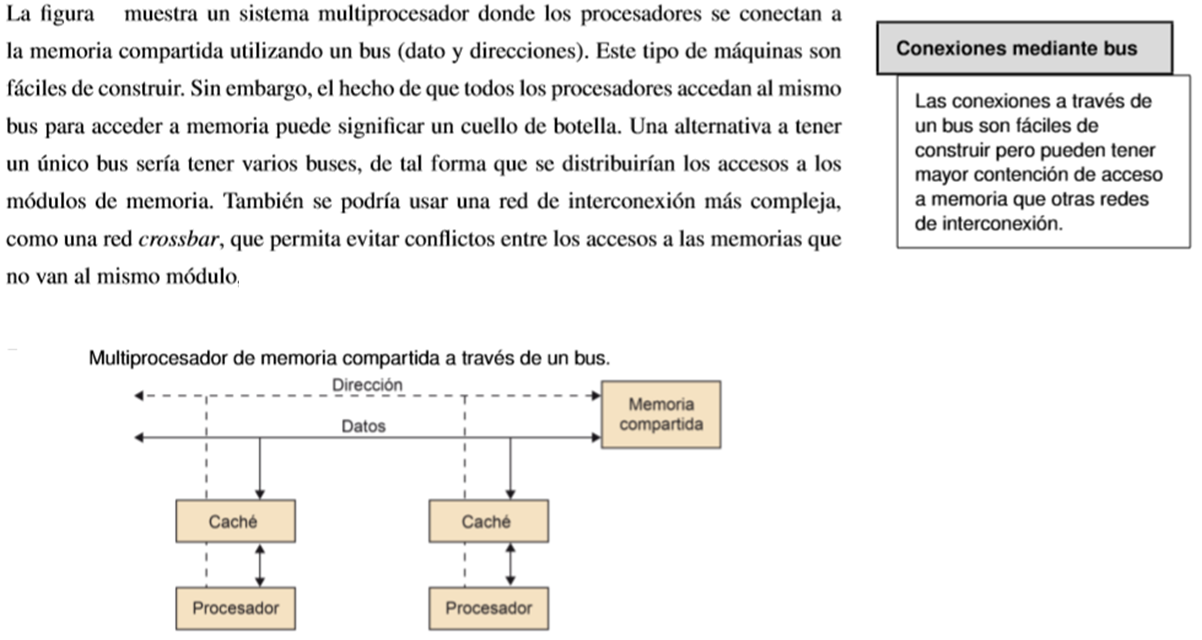 La figura muestra un sistema multiprocesador donde los procesadores se conectan a
la memoria compartida utilizando un bus (dato y direcciones). Este tipo de máquinas son
fáciles de construir. Sin embargo, el hecho de que todos los procesadores accedan al mismo
bus para acceder a memoria puede significar un cuello de botella. Una alternativa a tener
un único bus sería tener varios buses, de tal forma que se distribuirían los accesos a los
módulos de memoria. También se podría usar una red de interconexión más compleja,
como una red crossbar, que permita evitar conflictos entre los accesos a las memorias que
no van al mismo módulo.
Conexiones mediante bus
Las conexiones a través de
un bus son fáciles de
construir pero pueden tener
mayor contención de acceso
a memoria que otras redes
de interconexión.
Multiprocesador de memoria compartida a través de un bus.
Dirección
Datos
Memoria
compartida
Caché
Caché
Procesador
Procesador